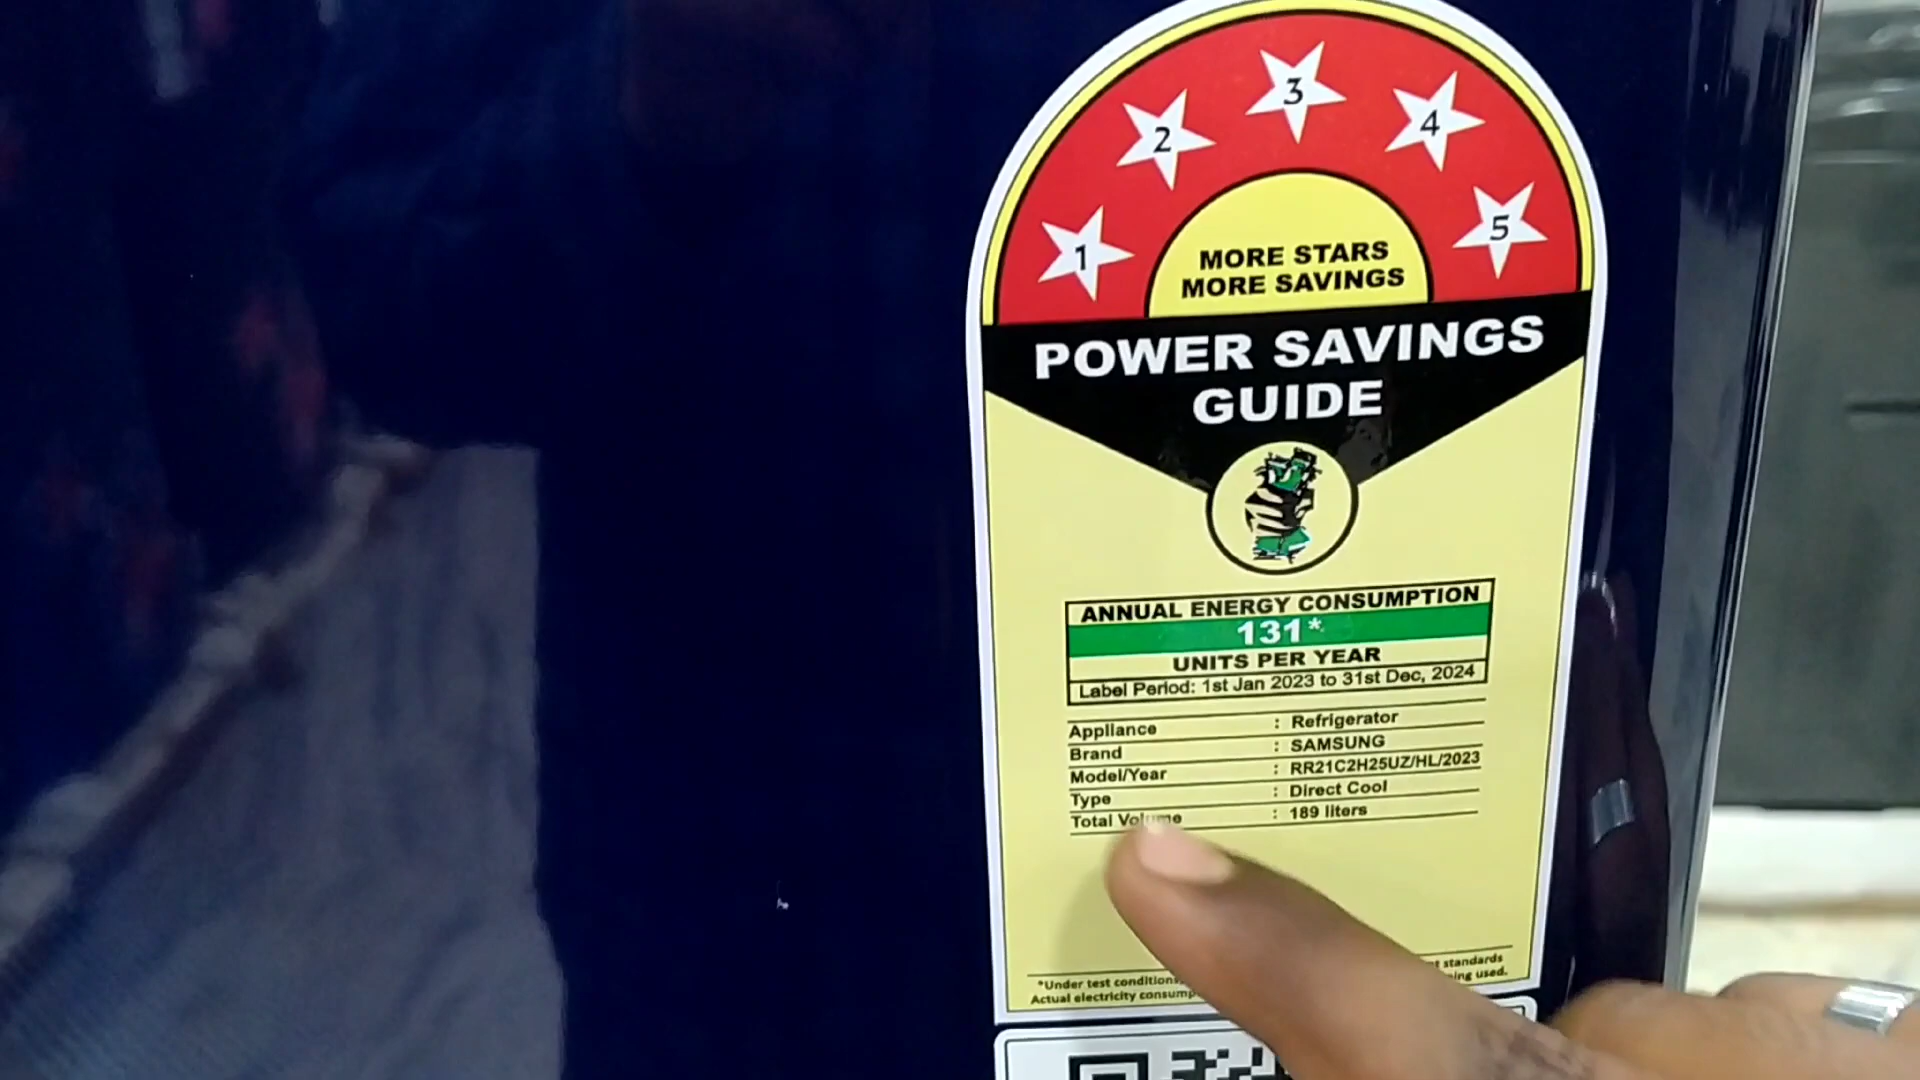 1 2 3 4 5
MORE STARS
MORE SAVINGS
POWER SAVINGS
GUIDE
ANNUAL ENERGY CONSUMPTION
131*
UNITS PER YEAR
Label Period: 1st Jan 2023 to 31st Dec, 2024
Appliance : Refrigerator
Brand : SAMSUNG
Model/Year : RR21C2H25UZ/HL/2023
Type : Direct Cool
Total Volume : 189 liters
*Under test conditions standards
Actual electricity used.